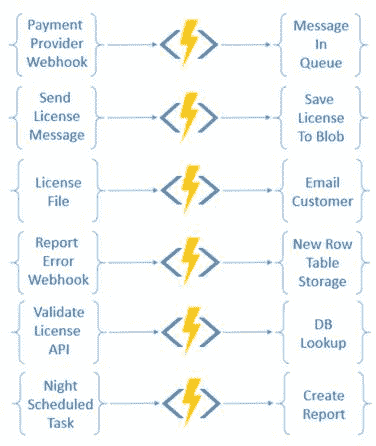 Payment
Provider
Webhook
Message
In
Queue
Send
License
Message
Save
License
To Blob
License
File
Email
Customer
Report
Error
Webhook
New Row
Table
Storage
Validate
License
API
DB
Lookup
Night
Scheduled
Task
Create
Report